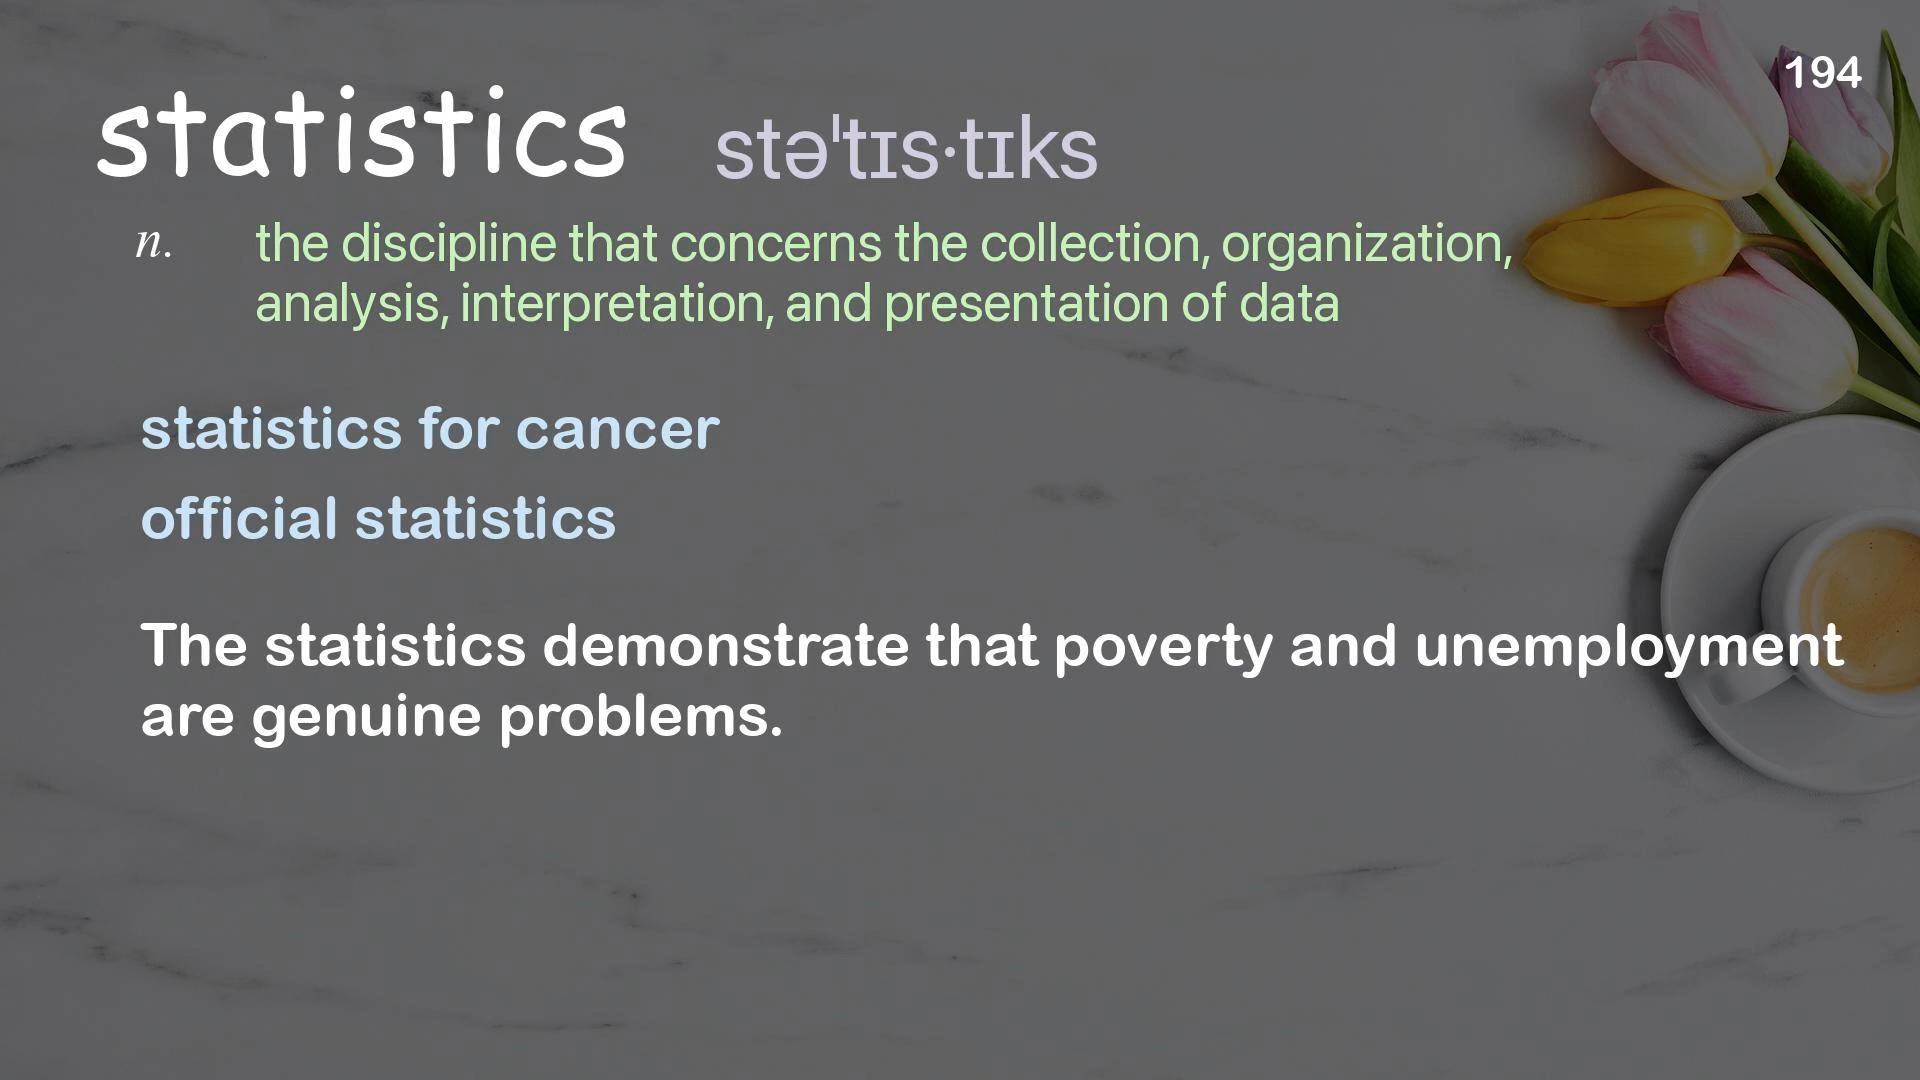 194
statistics stəˈtɪs·tɪks
n. the discipline that concerns the collection, organization,
analysis, interpretation, and presentation of data
statistics for cancer
official statistics
The statistics demonstrate that poverty and unemployment
are genuine problems.